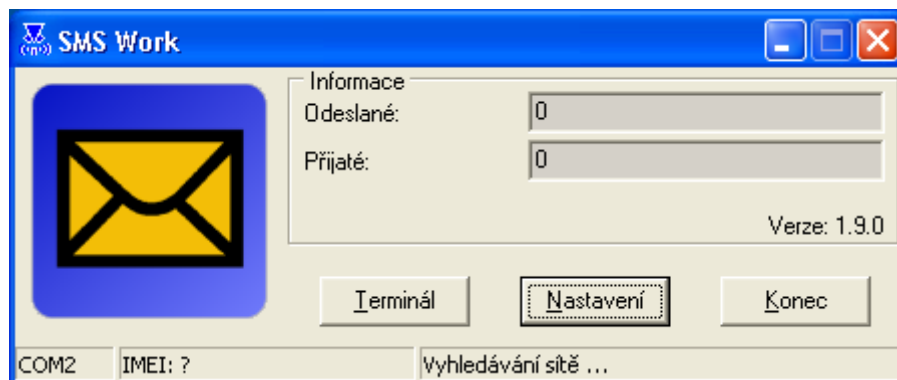 SMS Work
Informace
Odeslané: 0
Přijaté: 0
Verze: 1.9.0
Terminál Nastavení Konec
COM2 IMEI: ? Vyhledávání sítě ...